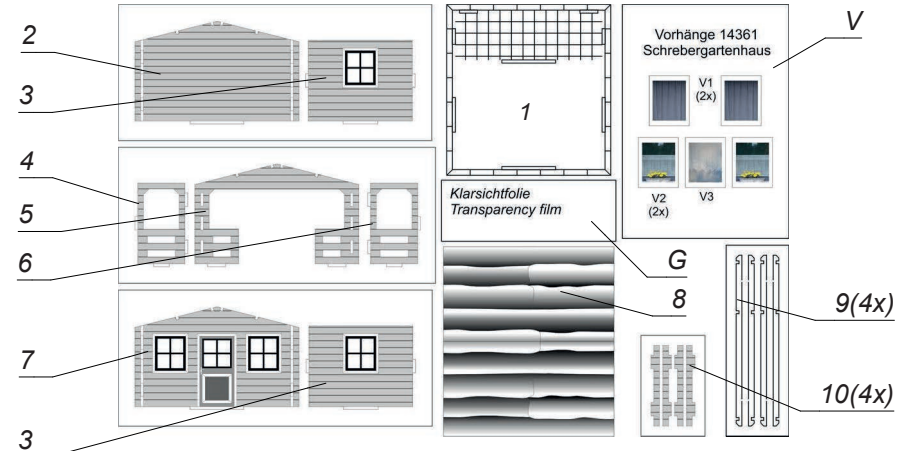 2
3
4
5
6
7
3
1
Klarsichtfolie
Transparency film
G
8
Vorhänge 14361
Schrebergartenhaus
V
V1
(2x)
V2
(2x)
V3
9(4x)
10(4x)